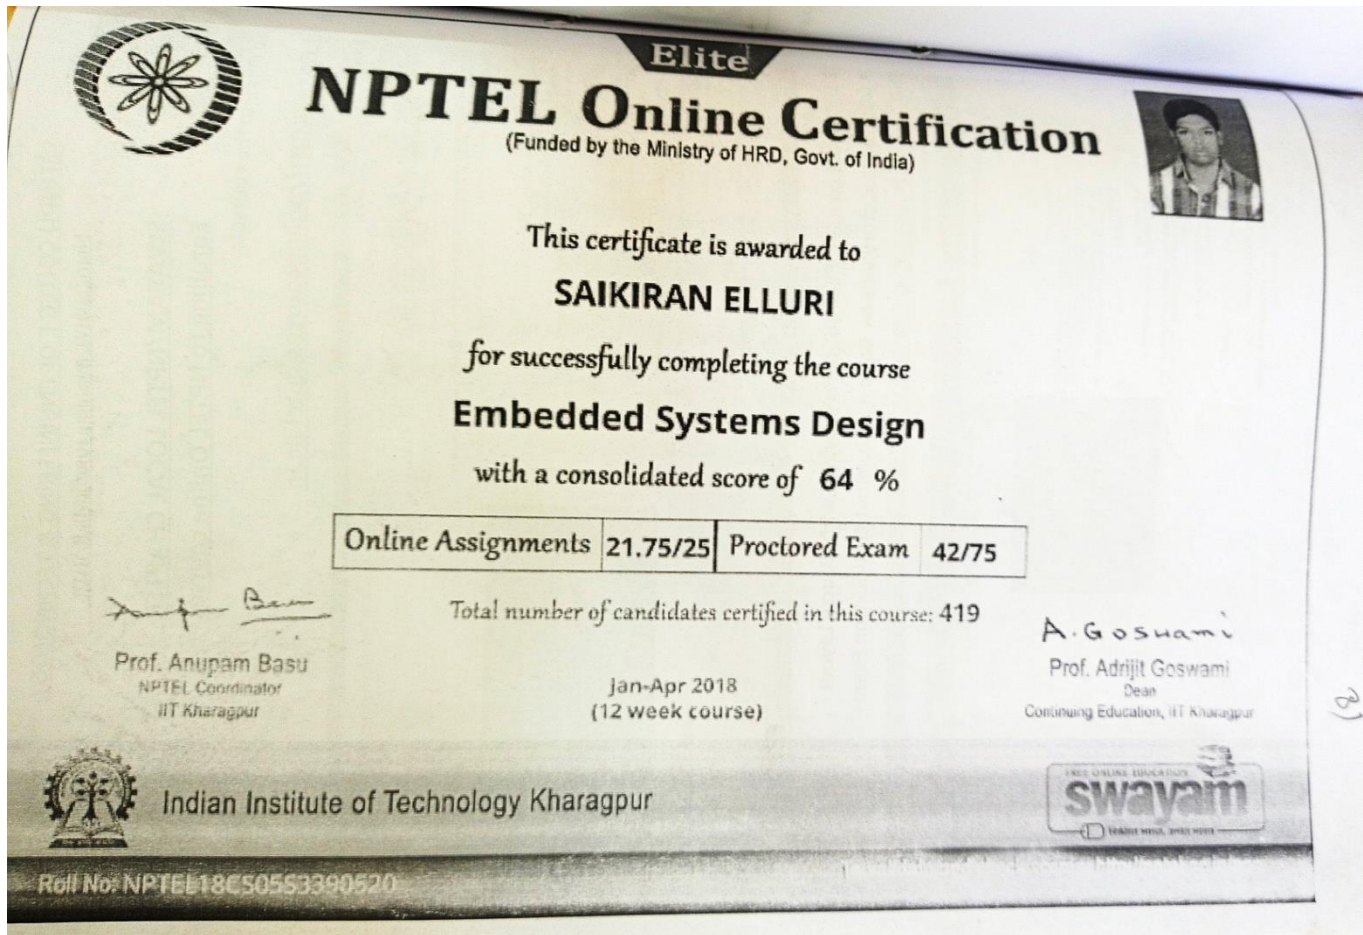 Elite
NPTEL Online Certification
(Funded by the Ministry of HRD, Govt. of India)
This certificate is awarded to
SAIKIRAN ELLURI
for successfully completing the course
Embedded Systems Design
with a consolidated score of 64 %
Online Assignments 21.75/25 Proctored Exam 42/75
Total number of candidates certified in this course: 419
A. Goswami
Prof. Anupam Basu
NPTEL Coordinator
IIT Kharagpur
Jan-Apr 2018
(12 week course)
Prof. Adrijit Goswami
Dean
Continuing Education, IIT Kharagpur
Indian Institute of Technology Kharagpur
FREE ONLINE EDUCATION
swayam
Roll No: NPTEL18CS05S3390520